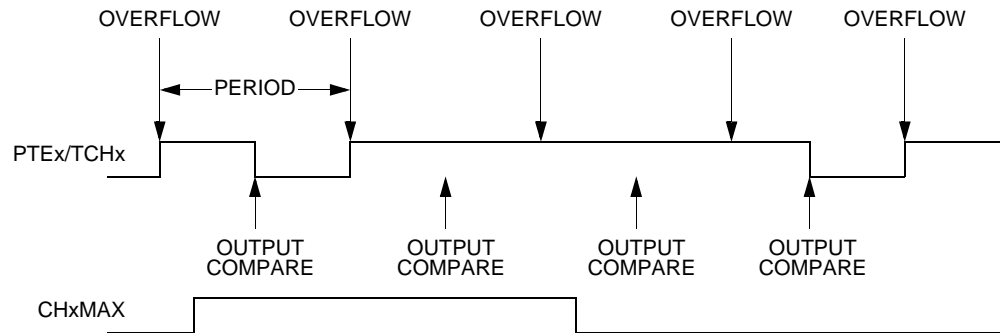 OVERFLOW OVERFLOW OVERFLOW OVERFLOW OVERFLOW
PERIOD
PTEx/TCHx
OUTPUT OUTPUT OUTPUT OUTPUT
COMPARE COMPARE COMPARE COMPARE
CHxMAX